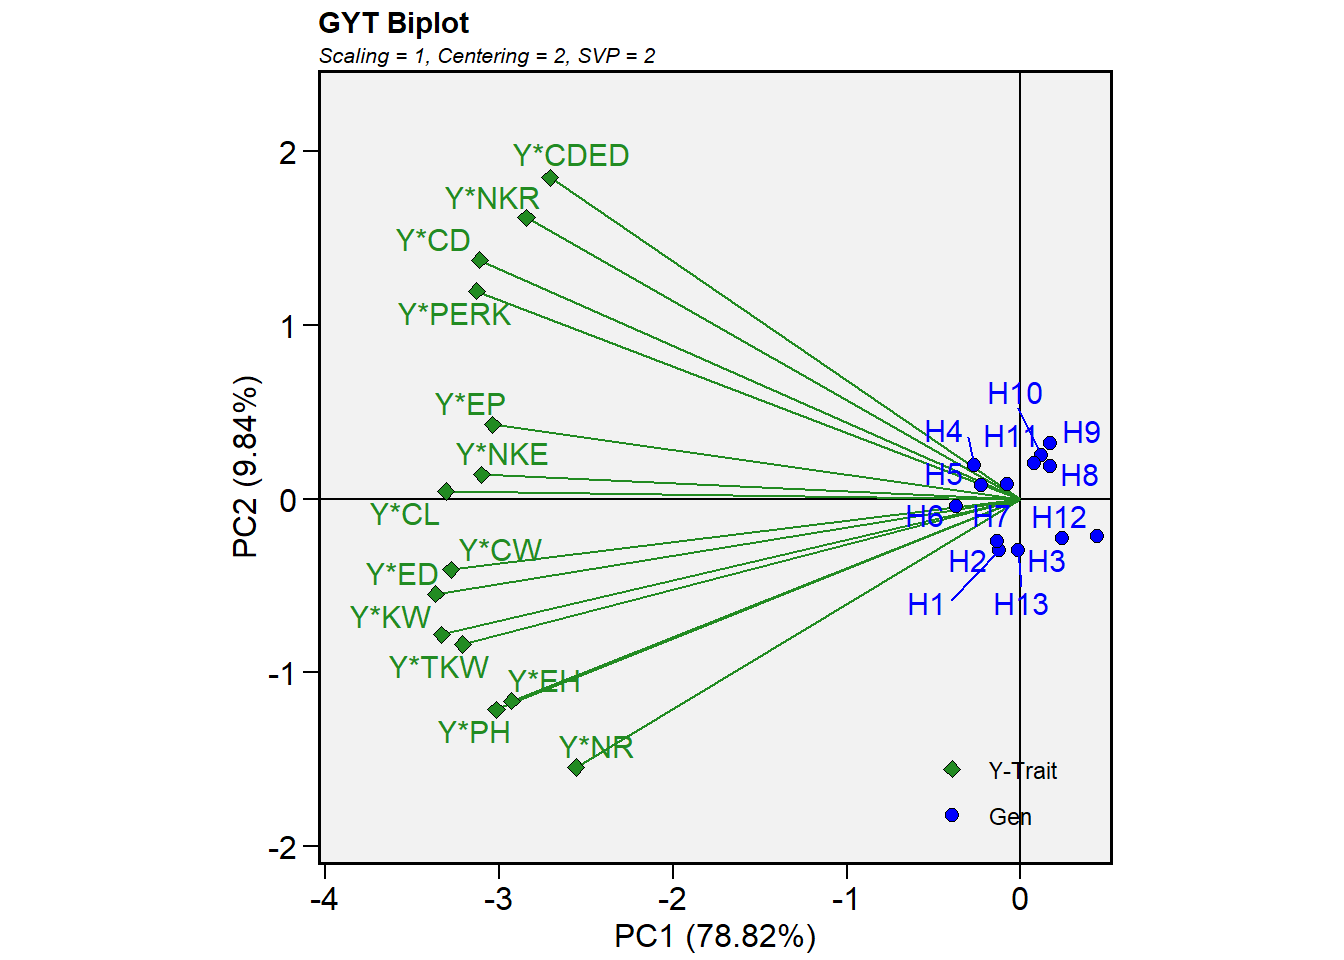 GYT Biplot
Scaling = 1, Centering = 2, SVP = 2
2
1
0
-1
-2
PC2 (9.84%)
Y*CDED
Y*NKR
Y*CD
Y*PERK
Y*EP
Y*NKE
Y*CL
Y*CW
Y*ED
Y*KW
Y*TKW
Y*EH
Y*PH
Y*NR
H10
H4
H11
H9
H5
H8
H6
H7
H12
H2
H3
H1
H13
Y-Trait
Gen
-4
-3
-2
-1
0
PC1 (78.82%)